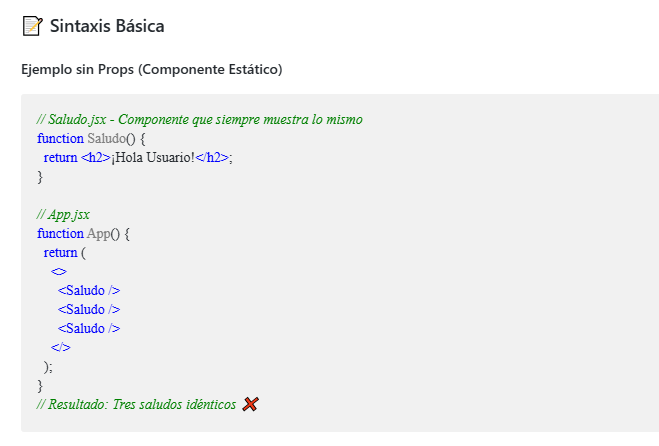 📝 Sintaxis Básica
Ejemplo sin Props (Componente Estático)
// Saludo.jsx - Componente que siempre muestra lo mismo
function Saludo() {
  return <h2>¡Hola Usuario!</h2>;
}

// App.jsx
function App() {
  return (
    <>
      <Saludo />
      <Saludo />
      <Saludo />
    </>
  );
}
// Resultado: Tres saludos idénticos ❌